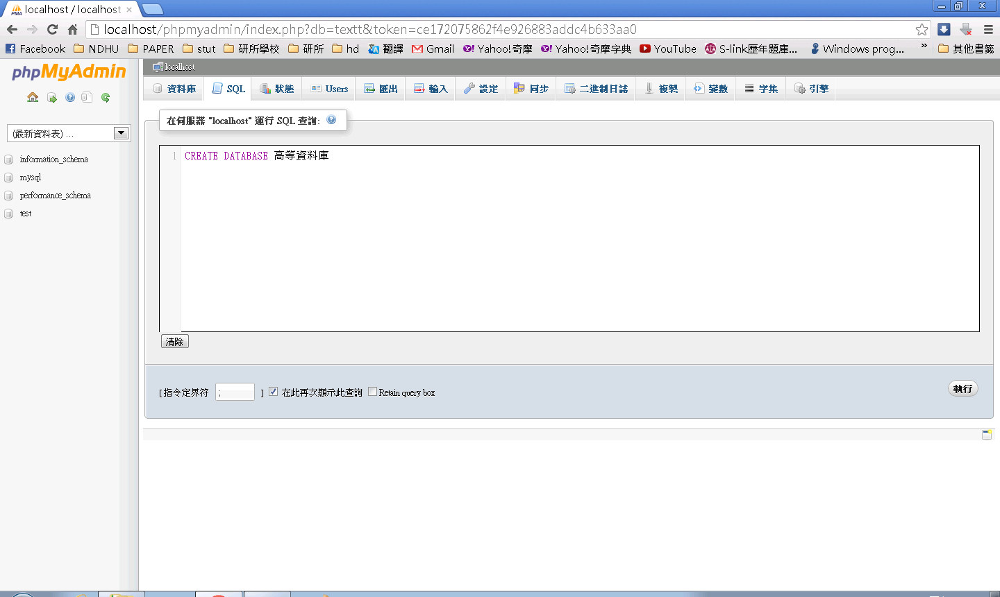 localhost / localhost
localhost/phpmyadmin/index.php?db=textt&token=ce172075862f4e926883addc4b633aa0
Facebook NDHU PAPER stut 研所學校 研所 hd 翻譯 Gmail Yahoo!奇摩 Yahoo!奇摩字典 YouTube S-link歷年題庫... Windows prog... » 其他書籤
phpMyAdmin
localhost
資料庫 SQL 狀態 Users 匯出 輸入 設定 同步 二進制日誌 複製 變數 字集 引擎
(最新資料表) ...
information_schema
mysql
performance_schema
test
在伺服器 "localhost" 運行 SQL 查詢:
1 CREATE DATABASE 高等資料庫
清除
[ 指令定界符 ; ] 在此再次顯示此查詢 Retain query box
執行